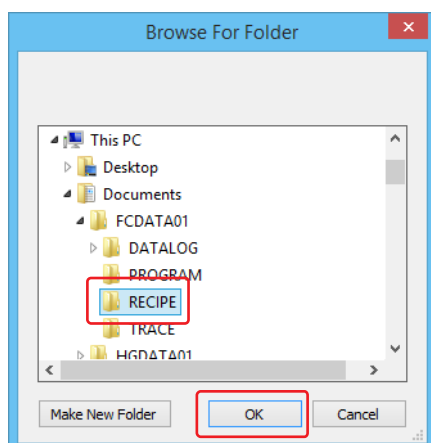 Browse For Folder
This PC
Desktop
Documents
FCDATA01
DATALOG
PROGRAM
RECIPE
TRACE
HGDATA01
Make New Folder
OK
Cancel